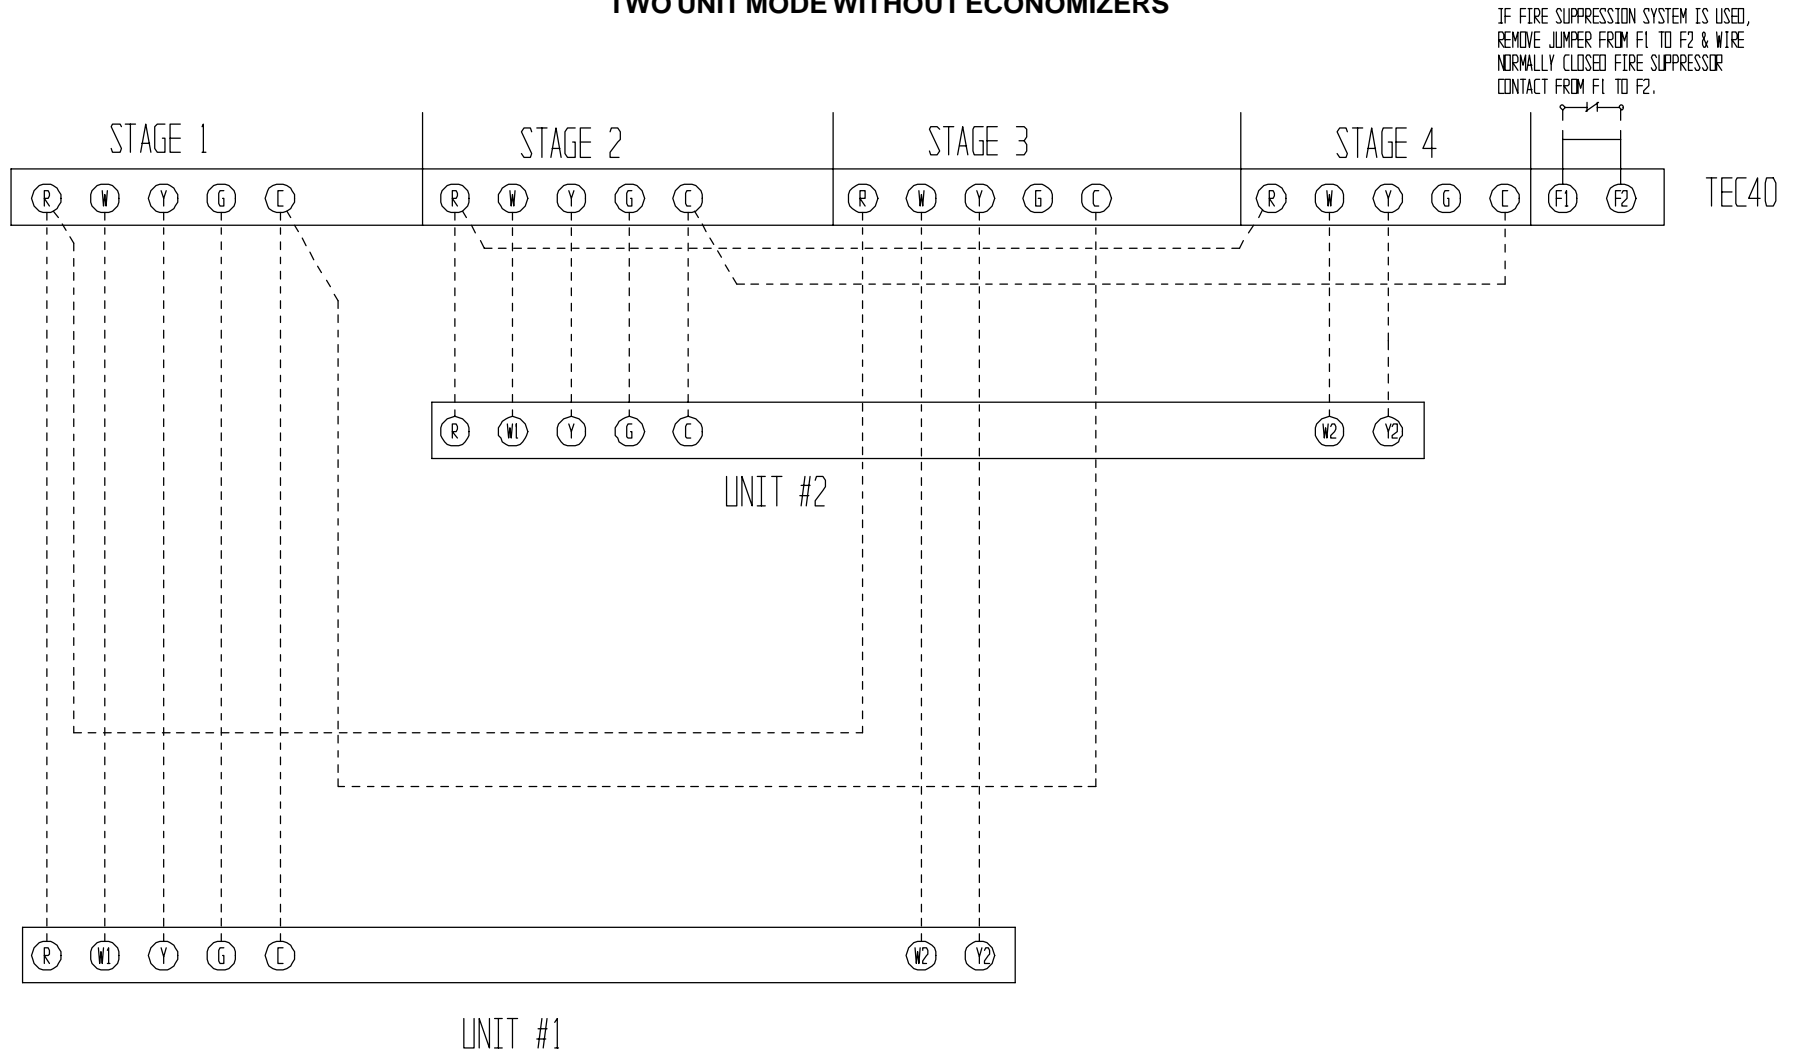 TWO UNIT MODE WITHOUT ECONOMIZERS
IF FIRE SUPPRESSION SYSTEM IS USED,
REMOVE JUMPER FROM F1 TO F2 & WIRE
NORMALLY CLOSED FIRE SUPPRESSOR
CONTACT FROM F1 TO F2.
STAGE 1 STAGE 2 STAGE 3 STAGE 4
R W Y G C R W Y G C R W Y G C R W Y G C F1 F2 TEC40
R W1 Y G C W2 Y2
UNIT #2
R W1 Y G C W2 Y2
UNIT #1